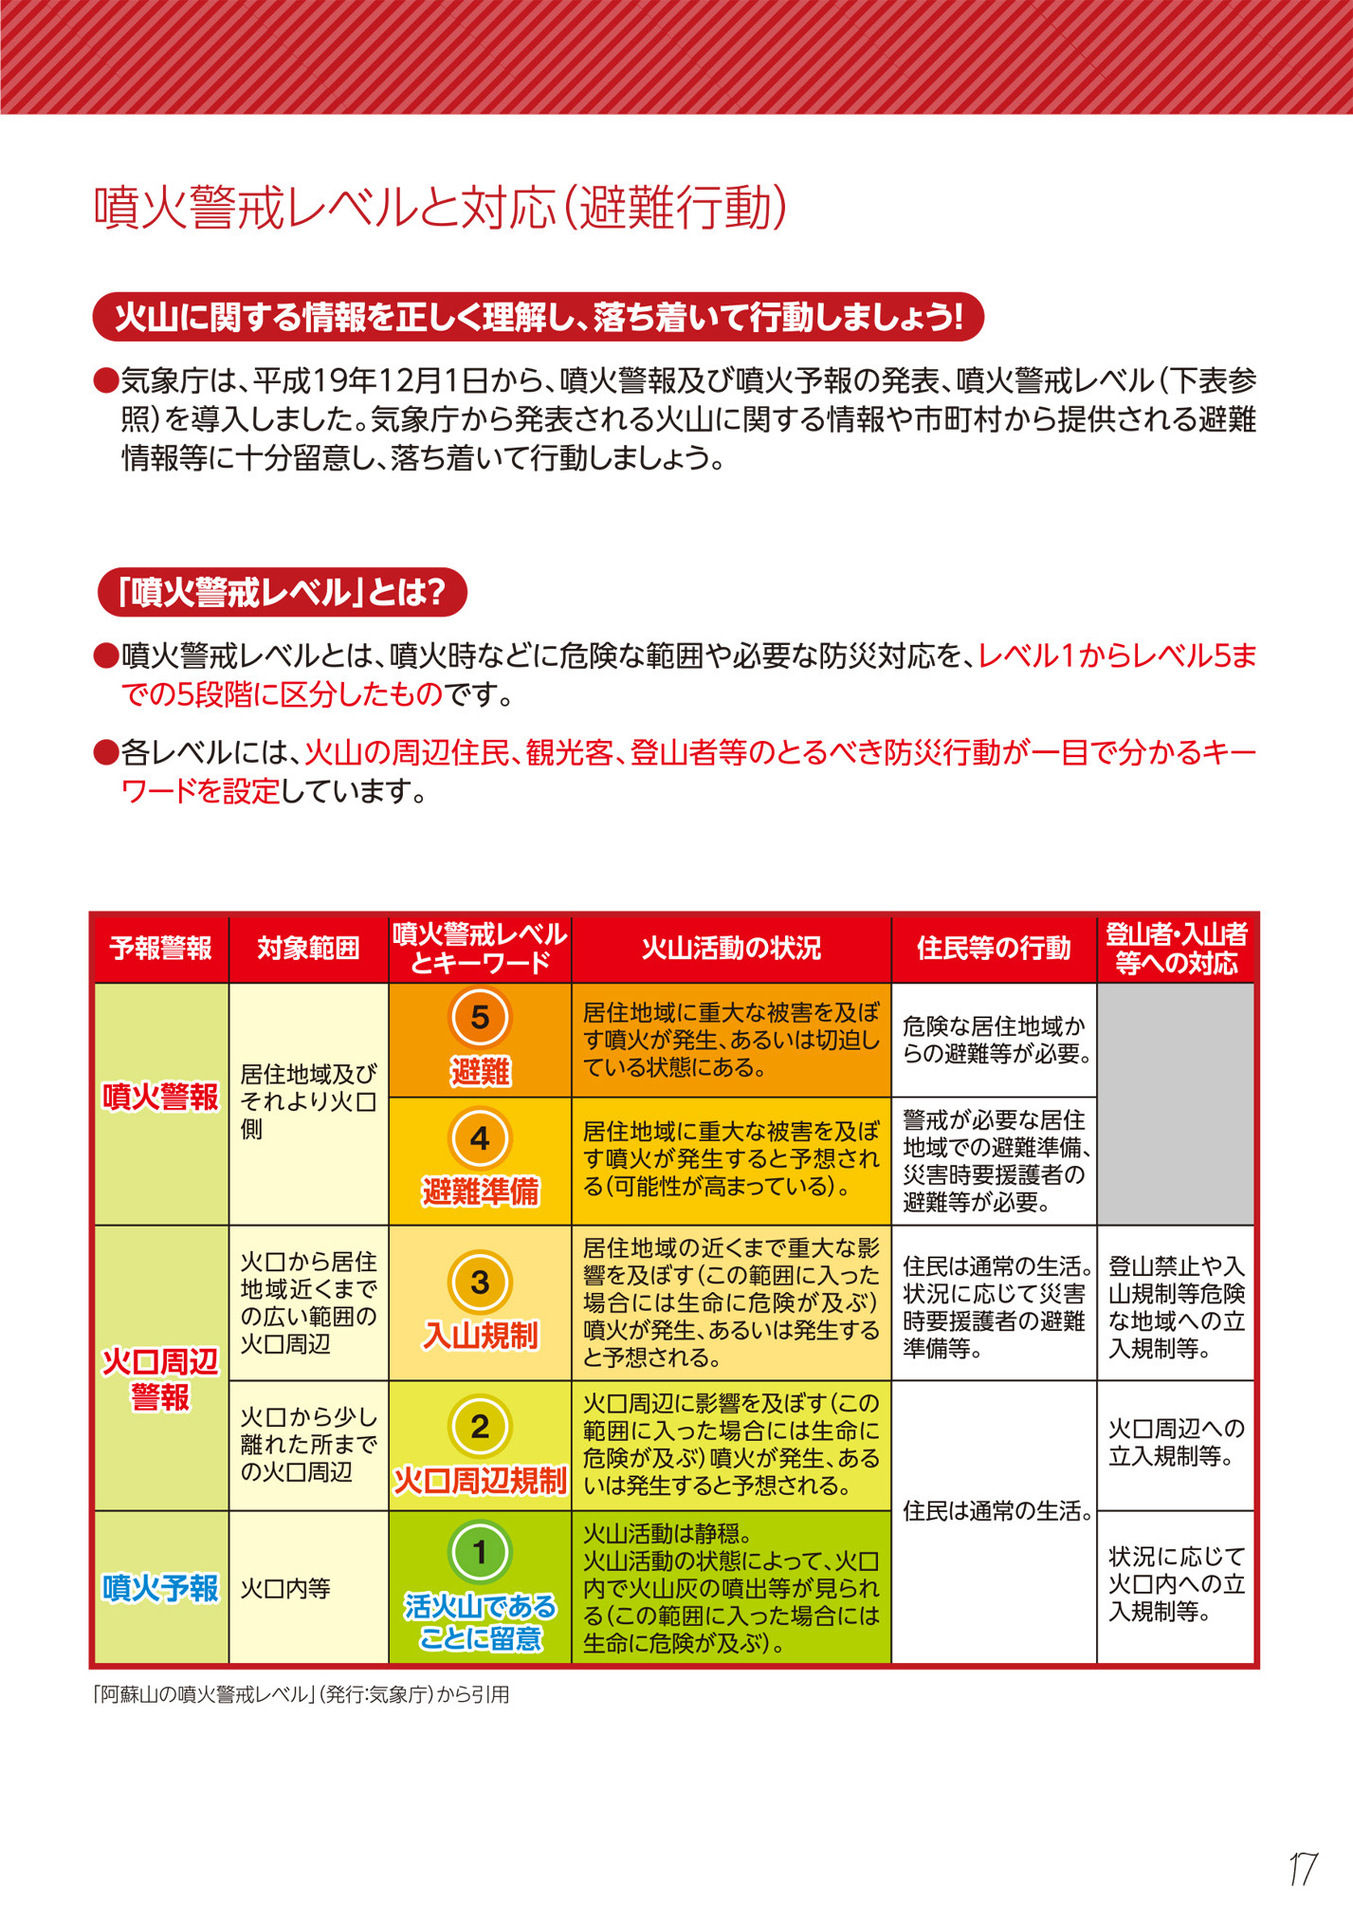 噴火警戒レベルと対応(避難行動)
火山に関する情報を正しく理解し、落ち着いて行動しましょう!
●気象庁は、平成19年12月1日から、噴火警報及び噴火予報の発表、噴火警戒レベル(下表参
照)を導入しました。気象庁から発表される火山に関する情報や市町村から提供される避難
情報等に十分留意し、落ち着いて行動しましょう。
「噴火警戒レベル」とは?
●噴火警戒レベルとは、噴火時などに危険な範囲や必要な防災対応を、レベル1からレベル5ま
での5段階に区分したものです。
●各レベルには、火山の周辺住民、観光客、登山者等のとるべき防災行動が一目で分かるキー
ワードを設定しています。
予報警報
対象範囲
噴火警戒レベル
とキーワード
火山活動の状況
住民等の行動
登山者・入山者
等への対応
噴火警報
居住地域及び
それより火口
側
5
避難
居住地域に重大な被害を及ぼ
す噴火が発生、あるいは切迫し
ている状態にある。
危険な居住地域か
らの避難等が必要。
4
避難準備
居住地域に重大な被害を及ぼ
す噴火が発生すると予想され
る(可能性が高まっている)。
警戒が必要な居住
地域での避難準備、
災害時要援護者の
避難等が必要。
火口周辺
警報
火口から居住
地域近くまで
の広い範囲の
火口周辺
3
入山規制
居住地域の近くまで重大な影
響を及ぼす(この範囲に入った
場合には生命に危険が及ぶ)
噴火が発生、あるいは発生する
と予想される。
住民は通常の生活。
状況に応じて災害
時要援護者の避難
準備等。
登山禁止や入
山規制等危険
な地域への立
入規制等。
火口から少し
離れた所まで
の火口周辺
2
火口周辺規制
火口周辺に影響を及ぼす(この
範囲に入った場合には生命に
危険が及ぶ)噴火が発生、ある
いは発生すると予想される。
住民は通常の生活。
火口周辺への
立入規制等。
噴火予報
火口内等
1
活火山である
ことに留意
火山活動は静穏。
火山活動の状態によって、火口
内で火山灰の噴出等が見られ
る(この範囲に入った場合には
生命に危険が及ぶ)。
状況に応じて
火口内への立
入規制等。
「阿蘇山の噴火警戒レベル」(発行:気象庁)から引用
17